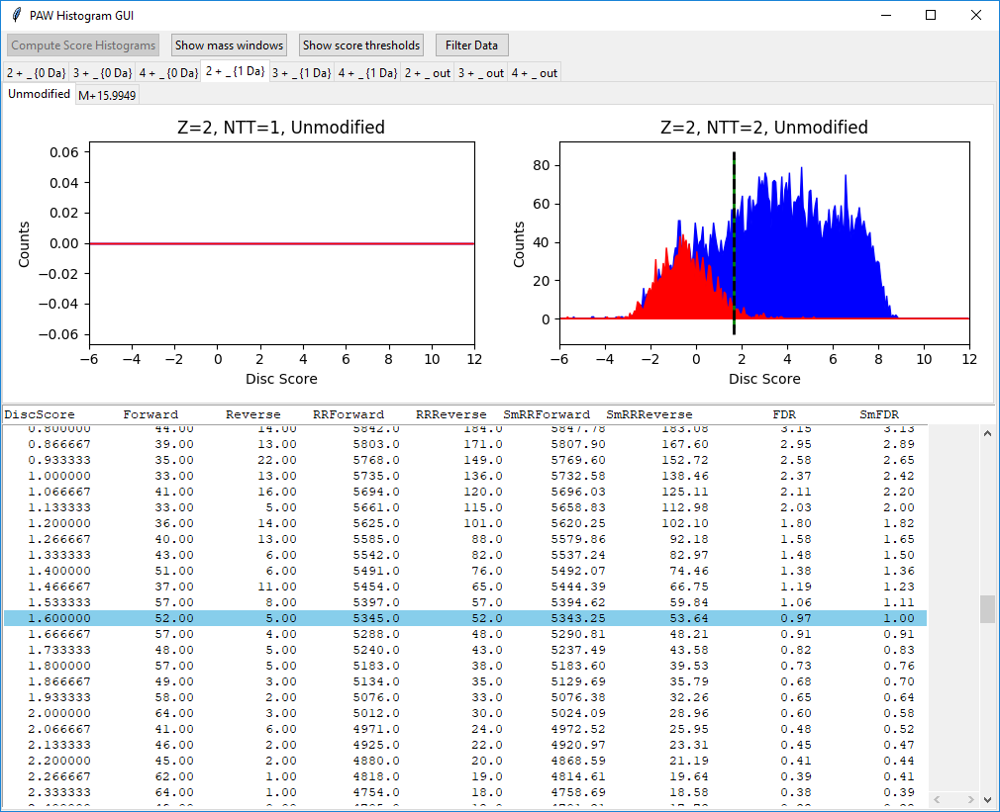 PAW Histogram GUI
Compute Score Histograms Show mass windows Show score thresholds Filter Data
2 + _ {0 Da} 3 + _ {0 Da} 4 + _ {0 Da} 2 + _ {1 Da} 3 + _ {1 Da} 4 + _ {1 Da} 2 + _ out 3 + _ out 4 + _ out
Unmodified M+15.9949
Z=2, NTT=1, Unmodified
0.06
0.04
0.02
0.00
−0.02
−0.04
−0.06
Counts
−6 −4 −2 0 2 4 6 8 10 12
Disc Score
Z=2, NTT=2, Unmodified
80
60
40
20
0
Counts
−6 −4 −2 0 2 4 6 8 10 12
Disc Score
DiscScore Forward Reverse RRForward RRReverse SmRRForward SmRRReverse FDR SmFDR
0.800000 44.00 14.00 5842.0 184.0 5847.78 183.08 3.15 3.13
0.866667 39.00 13.00 5803.0 171.0 5807.90 167.60 2.95 2.89
0.933333 35.00 22.00 5768.0 149.0 5769.60 152.72 2.58 2.65
1.000000 33.00 13.00 5735.0 136.0 5732.58 138.46 2.37 2.42
1.066667 41.00 16.00 5694.0 120.0 5696.03 125.11 2.11 2.20
1.133333 33.00 5.00 5661.0 115.0 5658.83 112.98 2.03 2.00
1.200000 36.00 14.00 5625.0 101.0 5620.25 102.10 1.80 1.82
1.266667 40.00 13.00 5585.0 88.0 5579.86 92.18 1.58 1.65
1.333333 43.00 6.00 5542.0 82.0 5537.24 82.97 1.48 1.50
1.400000 51.00 6.00 5491.0 76.0 5492.07 74.46 1.38 1.36
1.466667 37.00 11.00 5454.0 65.0 5444.39 66.75 1.19 1.23
1.533333 57.00 8.00 5397.0 57.0 5394.62 59.84 1.06 1.11
1.600000 52.00 5.00 5345.0 52.0 5343.25 53.64 0.97 1.00
1.666667 57.00 4.00 5288.0 48.0 5290.81 48.21 0.91 0.91
1.733333 48.00 5.00 5240.0 43.0 5237.49 43.58 0.82 0.83
1.800000 57.00 5.00 5183.0 38.0 5183.60 39.53 0.73 0.76
1.866667 49.00 3.00 5134.0 35.0 5129.69 35.79 0.68 0.70
1.933333 58.00 2.00 5076.0 33.0 5076.38 32.26 0.65 0.64
2.000000 64.00 3.00 5012.0 30.0 5024.09 28.96 0.60 0.58
2.066667 41.00 6.00 4971.0 24.0 4972.52 25.95 0.48 0.52
2.133333 46.00 2.00 4925.0 22.0 4920.97 23.31 0.45 0.47
2.200000 45.00 2.00 4880.0 20.0 4868.59 21.19 0.41 0.44
2.266667 62.00 1.00 4818.0 19.0 4814.61 19.64 0.39 0.41
2.333333 64.00 1.00 4754.0 18.0 4758.69 18.58 0.38 0.39